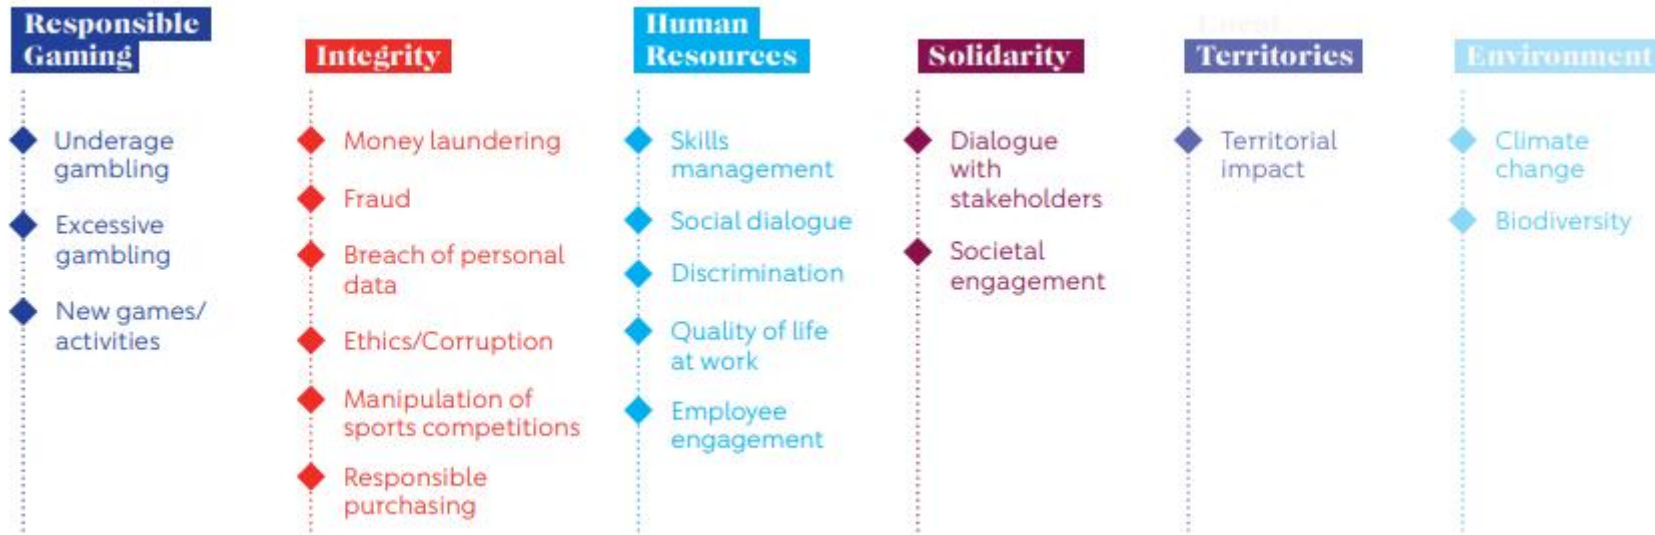 Responsible
Gaming
Underage
gambling
Excessive
gambling
New games/
activities
Integrity
Money laundering
Fraud
Breach of personal
data
Ethics/Corruption
Manipulation of
sports competitions
Responsible
purchasing
Human
Resources
Skills
management
Social dialogue
Discrimination
Quality of life
at work
Employee
engagement
Solidarity
Dialogue
with
stakeholders
Societal
engagement
Territories
Territorial
impact
Environment
Climate
change
Biodiversity